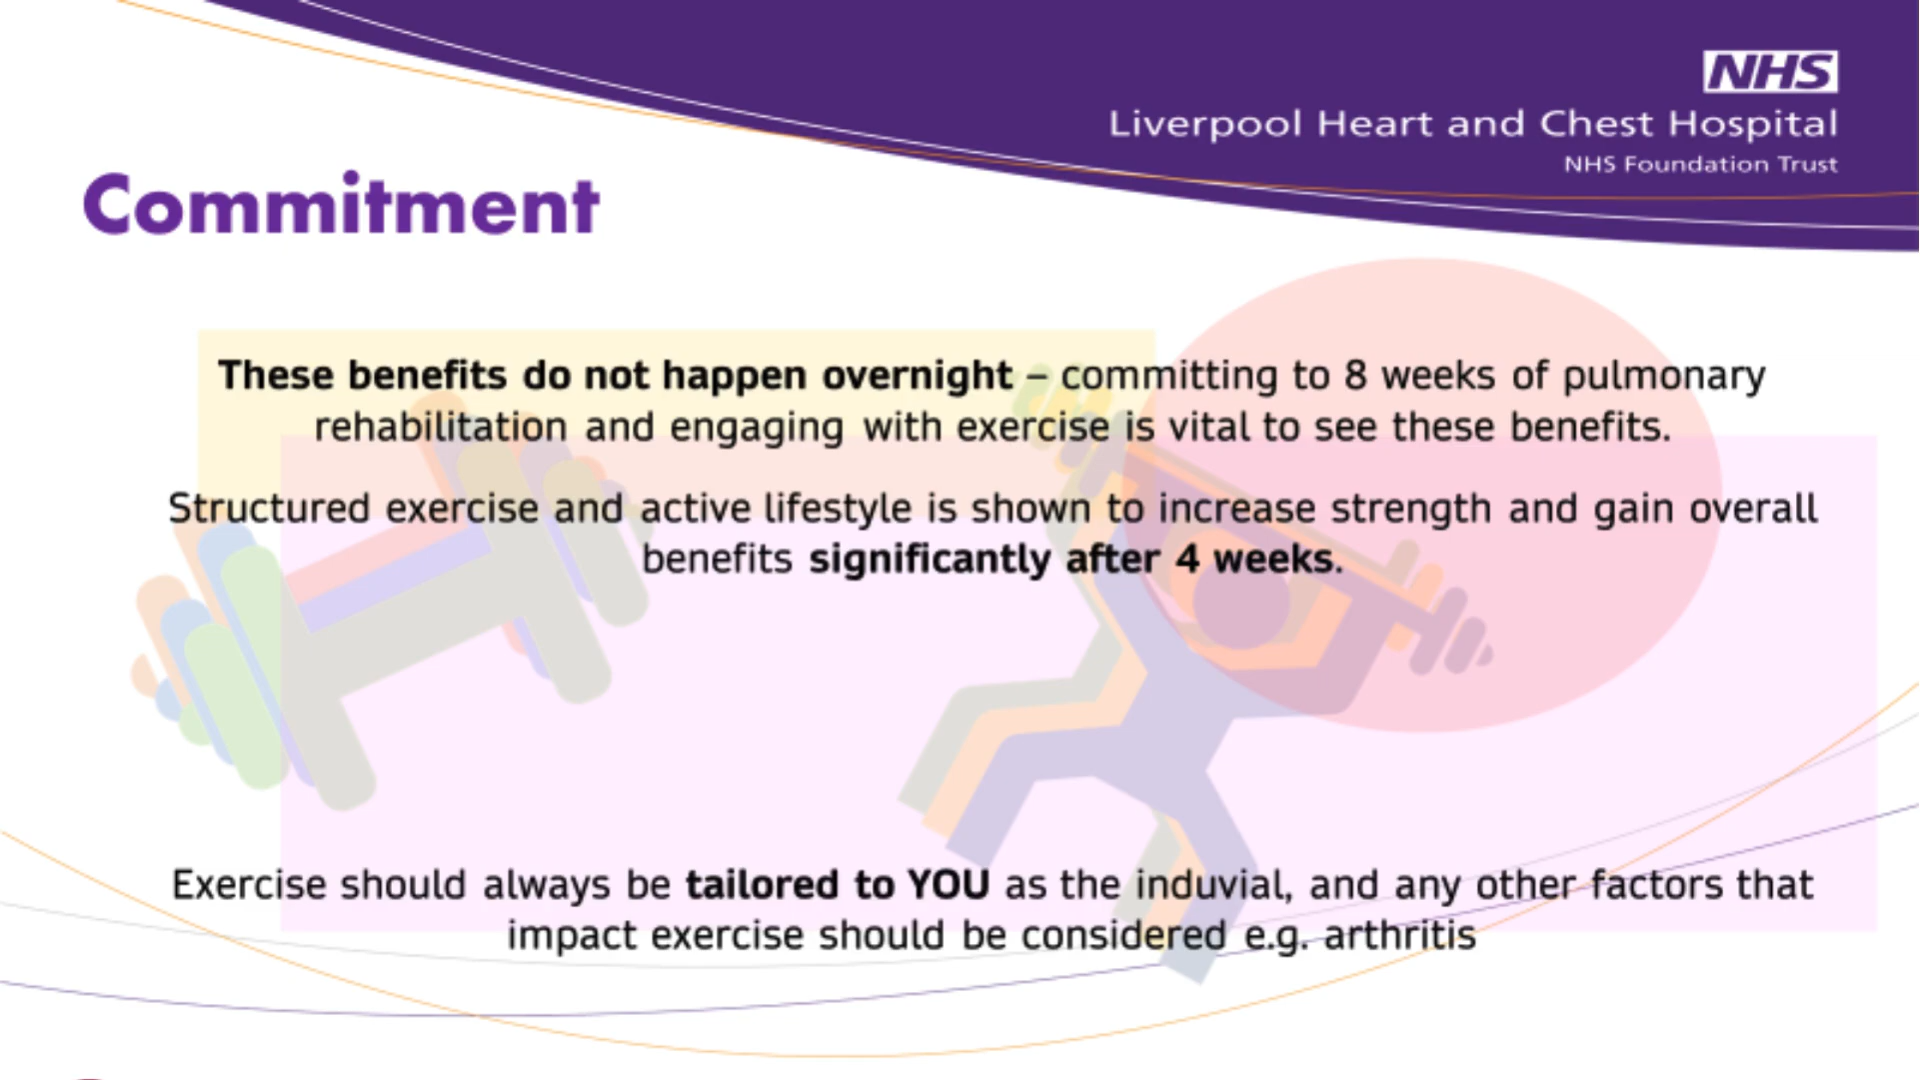 NHS
Liverpool Heart and Chest Hospital
NHS Foundation Trust
Commitment
These benefits do not happen overnight – committing to 8 weeks of pulmonary
rehabilitation and engaging with exercise is vital to see these benefits.
Structured exercise and active lifestyle is shown to increase strength and gain overall
benefits significantly after 4 weeks.
Exercise should always be tailored to YOU as the induvial, and any other factors that
impact exercise should be considered e.g. arthritis